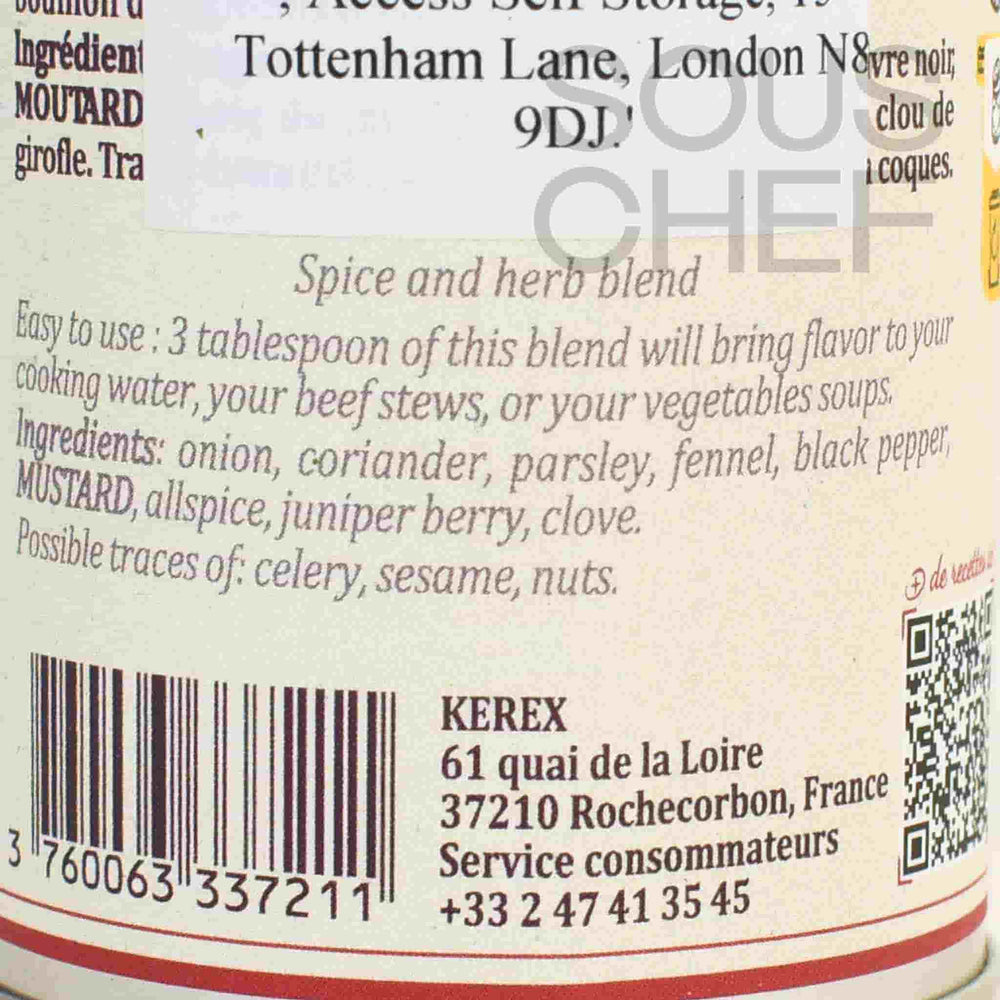 Ingrédient
Tottenham Lane, London N8
vre noir,
MOUTARD
9DJ.'
clou de
girofle. Tra
coques.
SOUS
CHEF
Spice and herb blend
Easy to use : 3 tablespoon of this blend will bring flavor to your
cooking water, your beef stews, or your vegetables soups.
Ingredients: onion, coriander, parsley, fennel, black pepper,
MUSTARD, allspice, juniper berry, clove.
Possible traces of: celery, sesame, nuts.
+ de recettes
3 760063 337211
KEREX
61 quai de la Loire
37210 Rochecorbon, France
Service consommateurs
+33 2 47 41 35 45